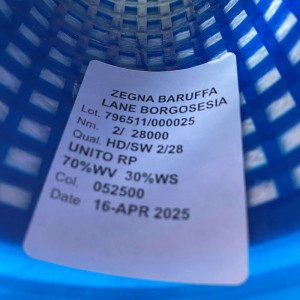 ZEGNA BARUFFA
LANE BORGOSESIA
Lot. 796511/000025
Nm. 2/ 28000
Qual. HD/SW 2/28
UNITO RP
70%WV 30%WS
Col. 052500
Date 16-APR 2025